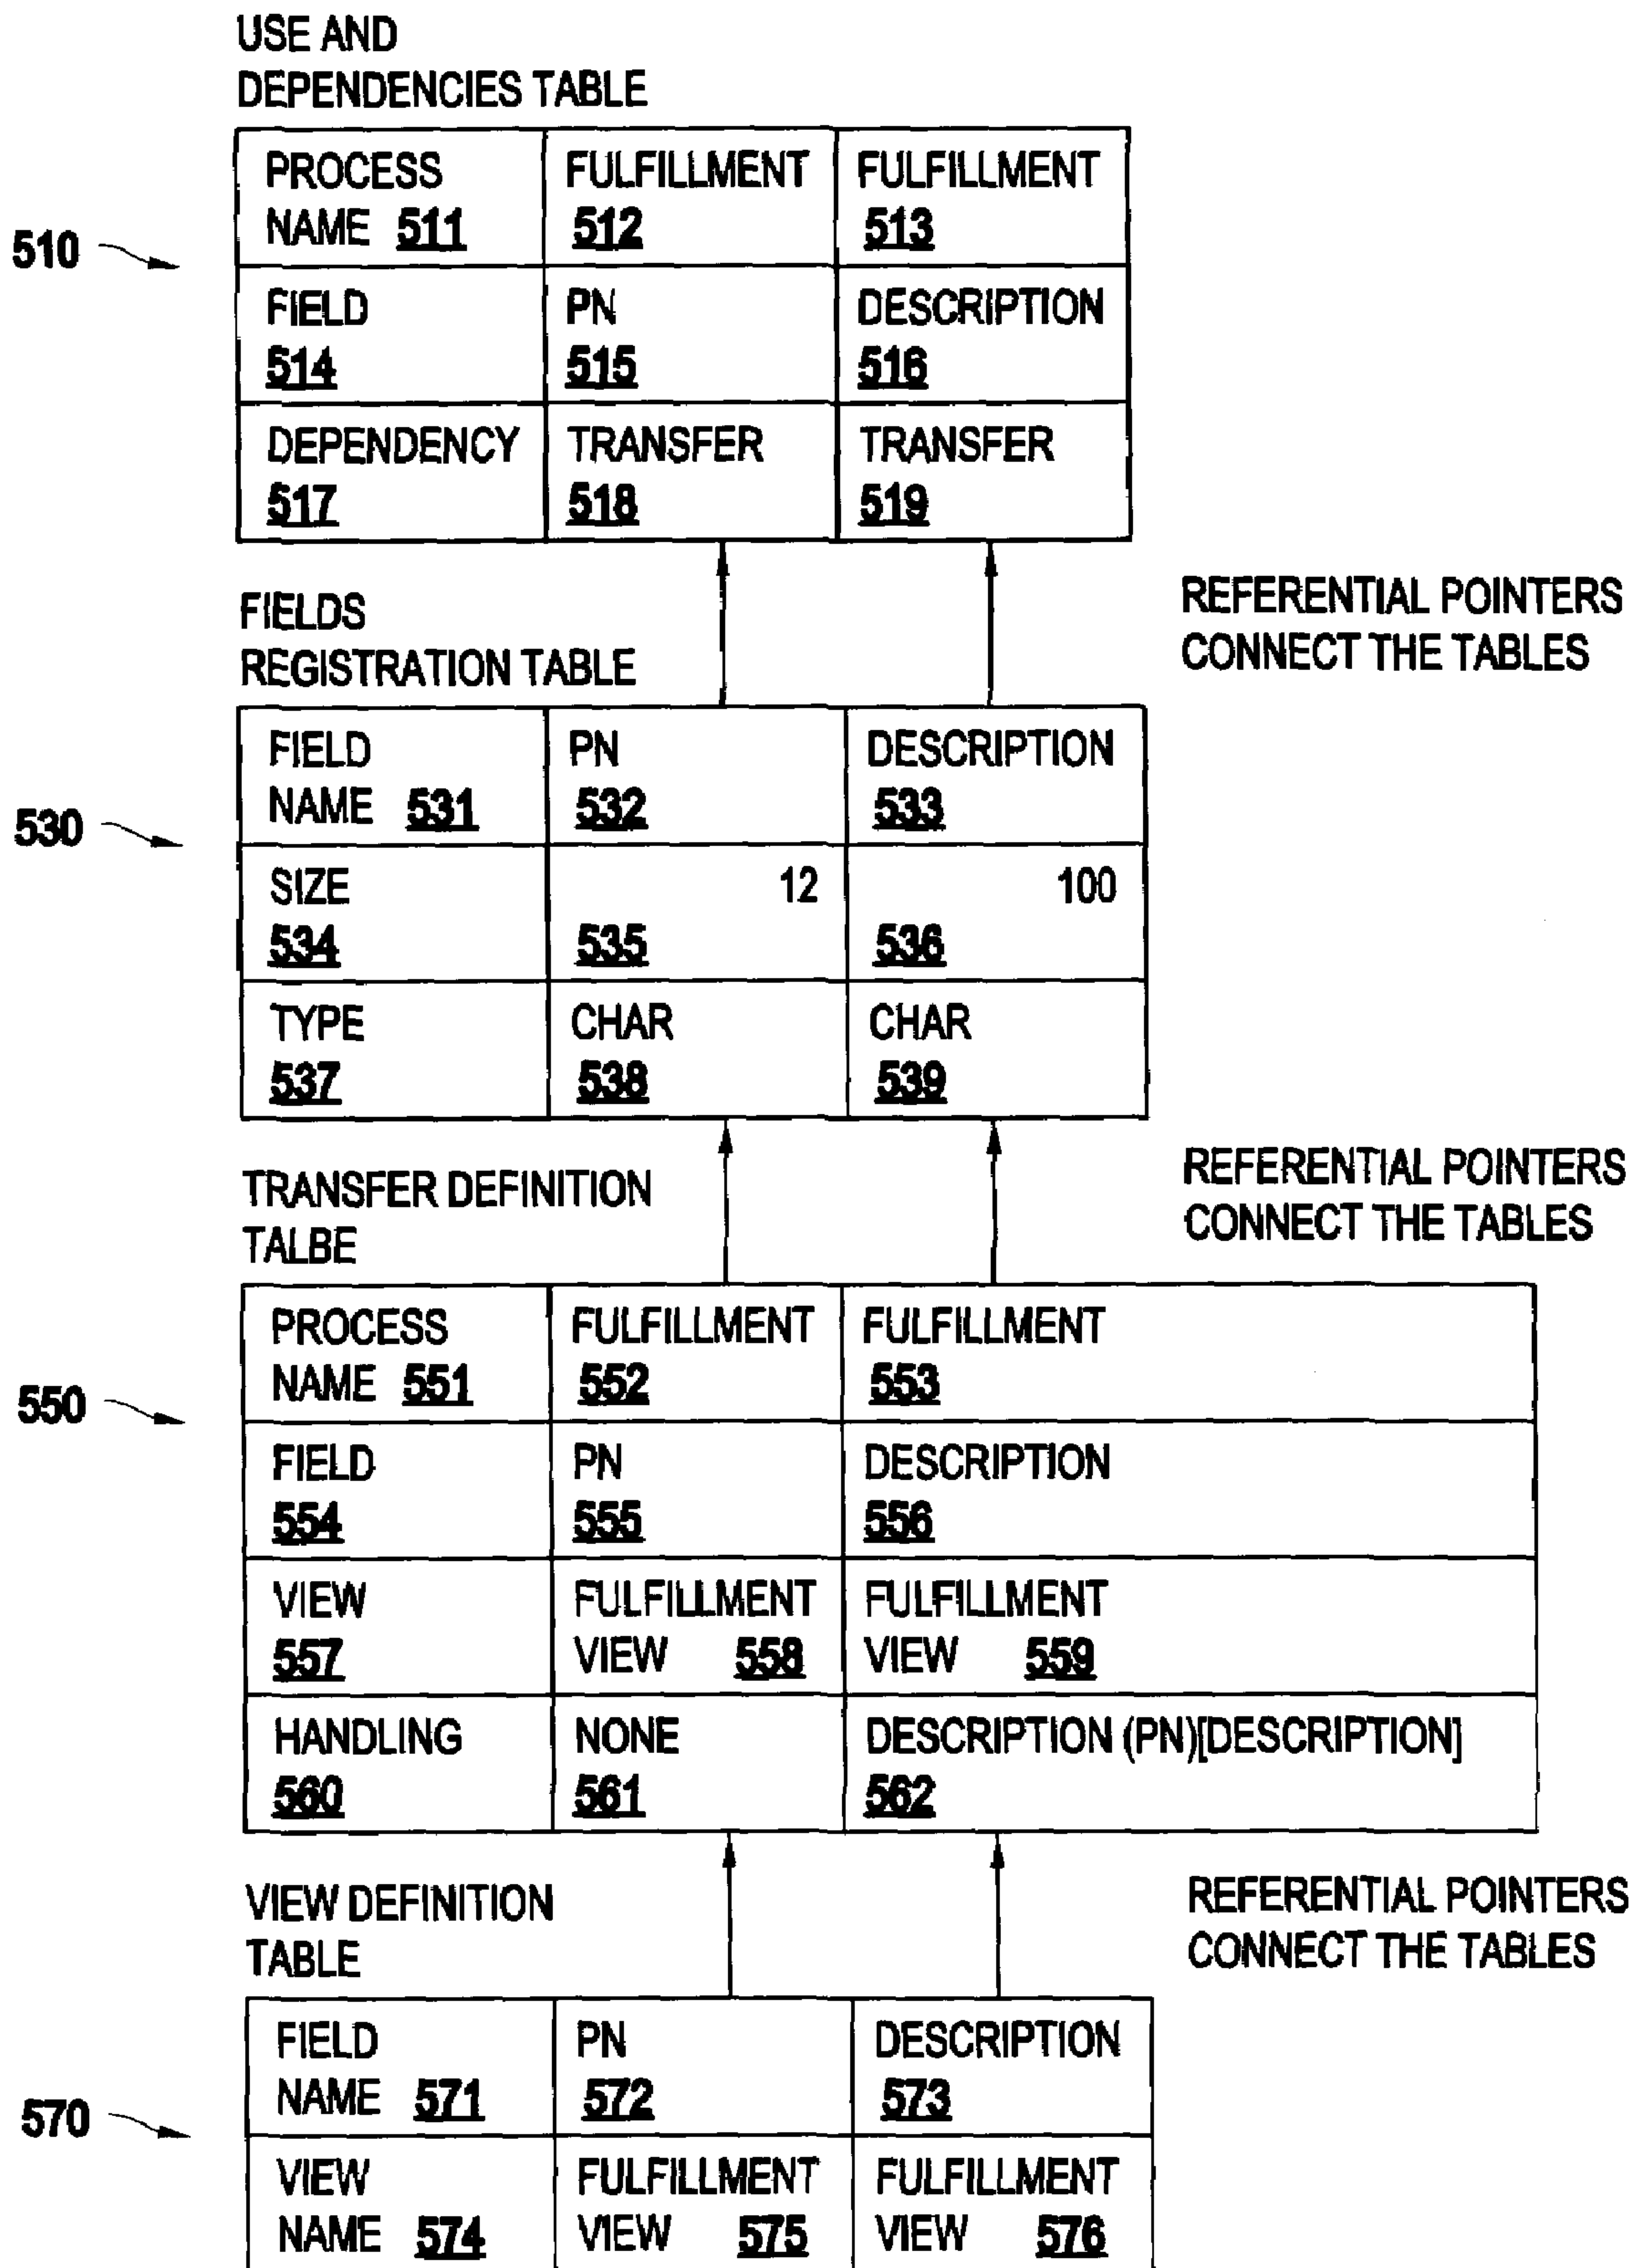 USE AND
DEPENDENCIES TABLE
PROCESS FULFILLMENT FULFILLMENT
NAME 511 512 513
510
FIELD PN DESCRIPTION
514 515 516
DEPENDENCY TRANSFER TRANSFER
517 518 519
FIELDS
REGISTRATION TABLE
REFERENTIAL POINTERS
CONNECT THE TABLES
FIELD PN DESCRIPTION
NAME 531 532 533
530
SIZE 12 100
534 535 536
TYPE CHAR CHAR
537 538 539
TRANSFER DEFINITION
TALBE
REFERENTIAL POINTERS
CONNECT THE TABLES
PROCESS FULFILLMENT FULFILLMENT
NAME 551 552 553
550
FIELD PN DESCRIPTION
554 555 556
VIEW FULFILLMENT FULFILLMENT
557 VIEW 558 VIEW 559
HANDLING NONE DESCRIPTION (PN)[DESCRIPTION]
560 561 562
VIEW DEFINITION
TABLE
REFERENTIAL POINTERS
CONNECT THE TABLES
FIELD PN DESCRIPTION
NAME 571 572 573
570
VIEW FULFILLMENT FULFILLMENT
NAME 574 VIEW 575 VIEW 576